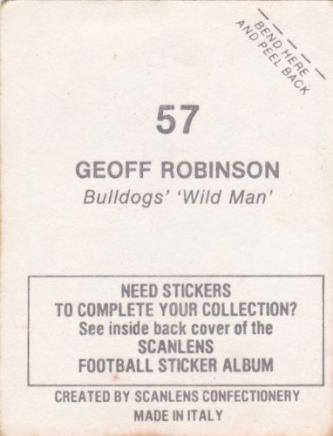 BEND HERE
AND PEEL BACK
57
GEOFF ROBINSON
Bulldogs' 'Wild Man'
NEED STICKERS
TO COMPLETE YOUR COLLECTION?
See inside back cover of the
SCANLENS
FOOTBALL STICKER ALBUM
CREATED BY SCANLENS CONFECTIONERY
MADE IN ITALY